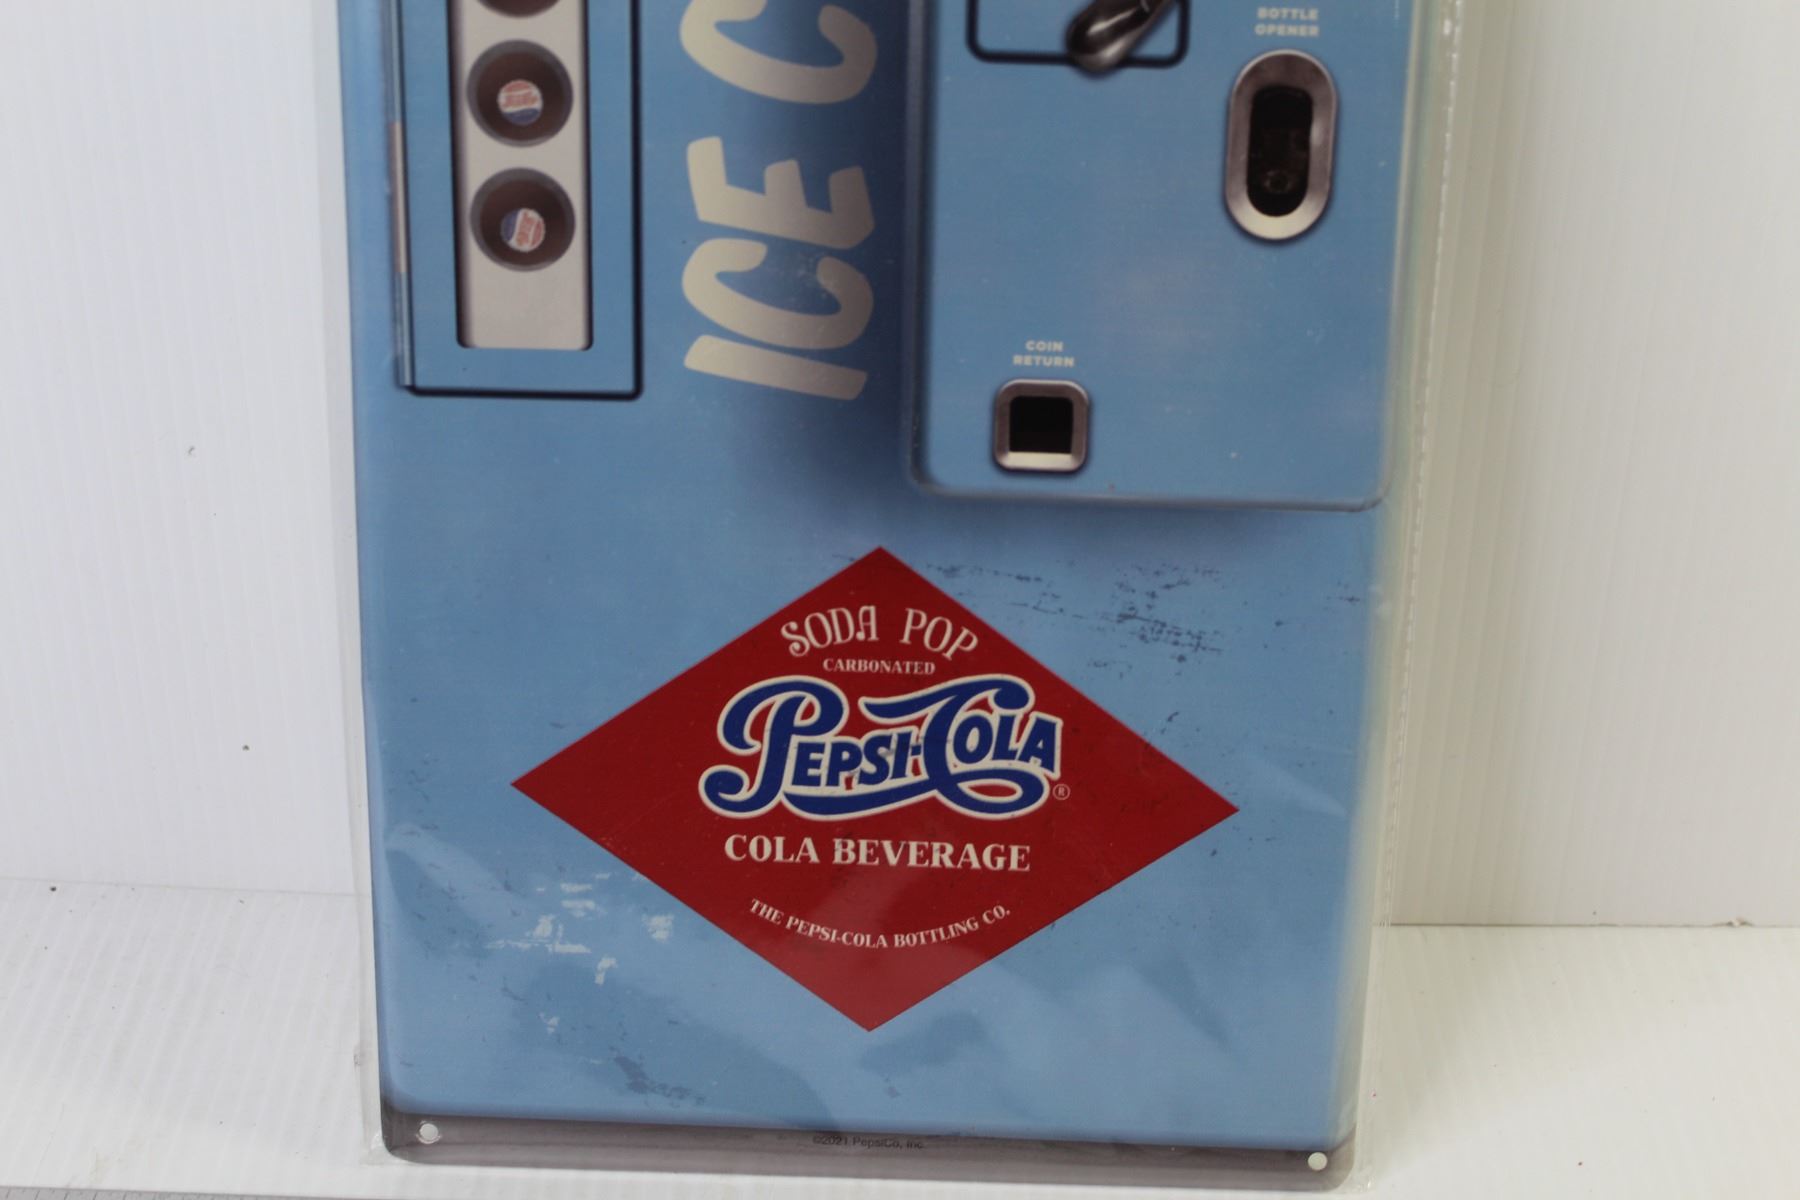 BOTTLE
OPENER
ICE C
COIN
RETURN
SODA POP
CARBONATED
PEPSI-COLA®
COLA BEVERAGE
THE PEPSI-COLA BOTTLING CO.
©2021 PepsiCo, Inc.